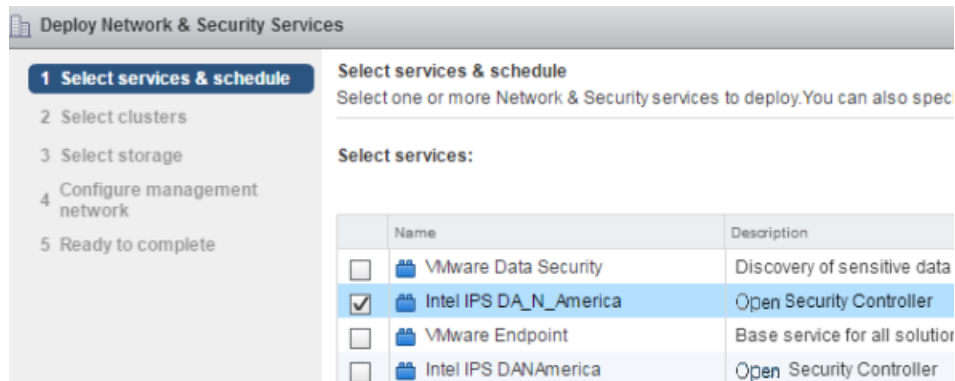 Deploy Network & Security Services
1 Select services & schedule
2 Select clusters
3 Select storage
4 Configure management
network
5 Ready to complete
Select services & schedule
Select one or more Network & Security services to deploy.You can also speci
Select services:
Name Description
VMware Data Security Discovery of sensitive data
Intel IPS DA_N_America Open Security Controller
VMware Endpoint Base service for all solution
Intel IPS DANAmerica Open Security Controller